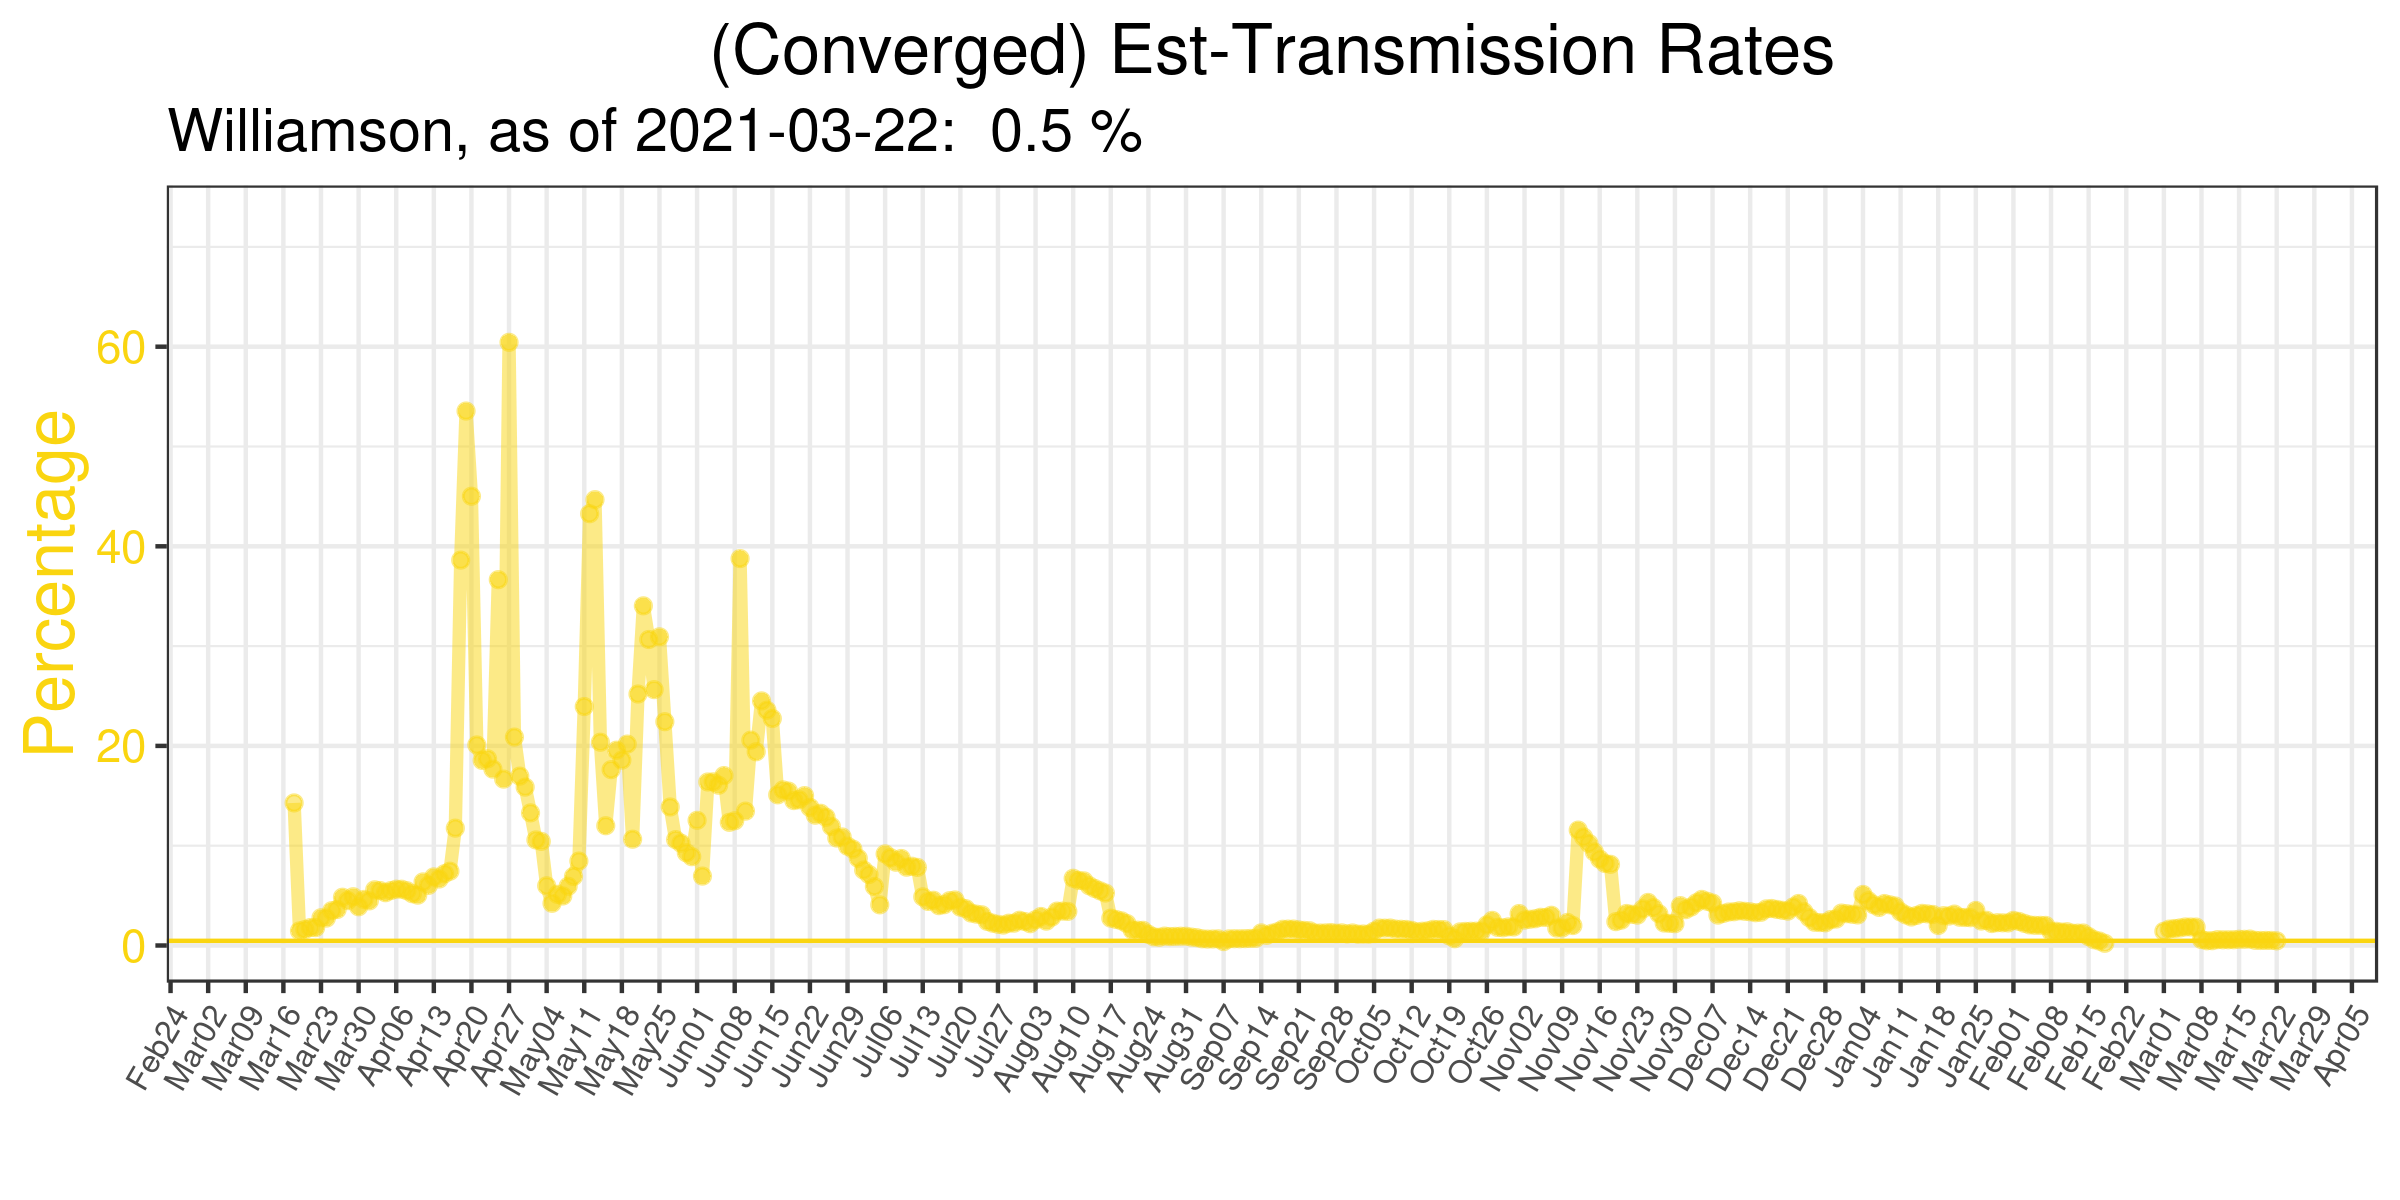 (Converged) Est-Transmission Rates
Williamson, as of 2021-03-22:  0.5 %
Percentage
60
40
20
0
Feb24
Mar02
Mar09
Mar16
Mar23
Mar30
Apr06
Apr13
Apr20
Apr27
May04
May11
May18
May25
Jun01
Jun08
Jun15
Jun22
Jun29
Jul06
Jul13
Jul20
Jul27
Aug03
Aug10
Aug17
Aug24
Aug31
Sep07
Sep14
Sep21
Sep28
Oct05
Oct12
Oct19
Oct26
Nov02
Nov09
Nov16
Nov23
Nov30
Dec07
Dec14
Dec21
Dec28
Jan04
Jan11
Jan18
Jan25
Feb01
Feb08
Feb15
Feb22
Mar01
Mar08
Mar15
Mar22
Mar29
Apr05